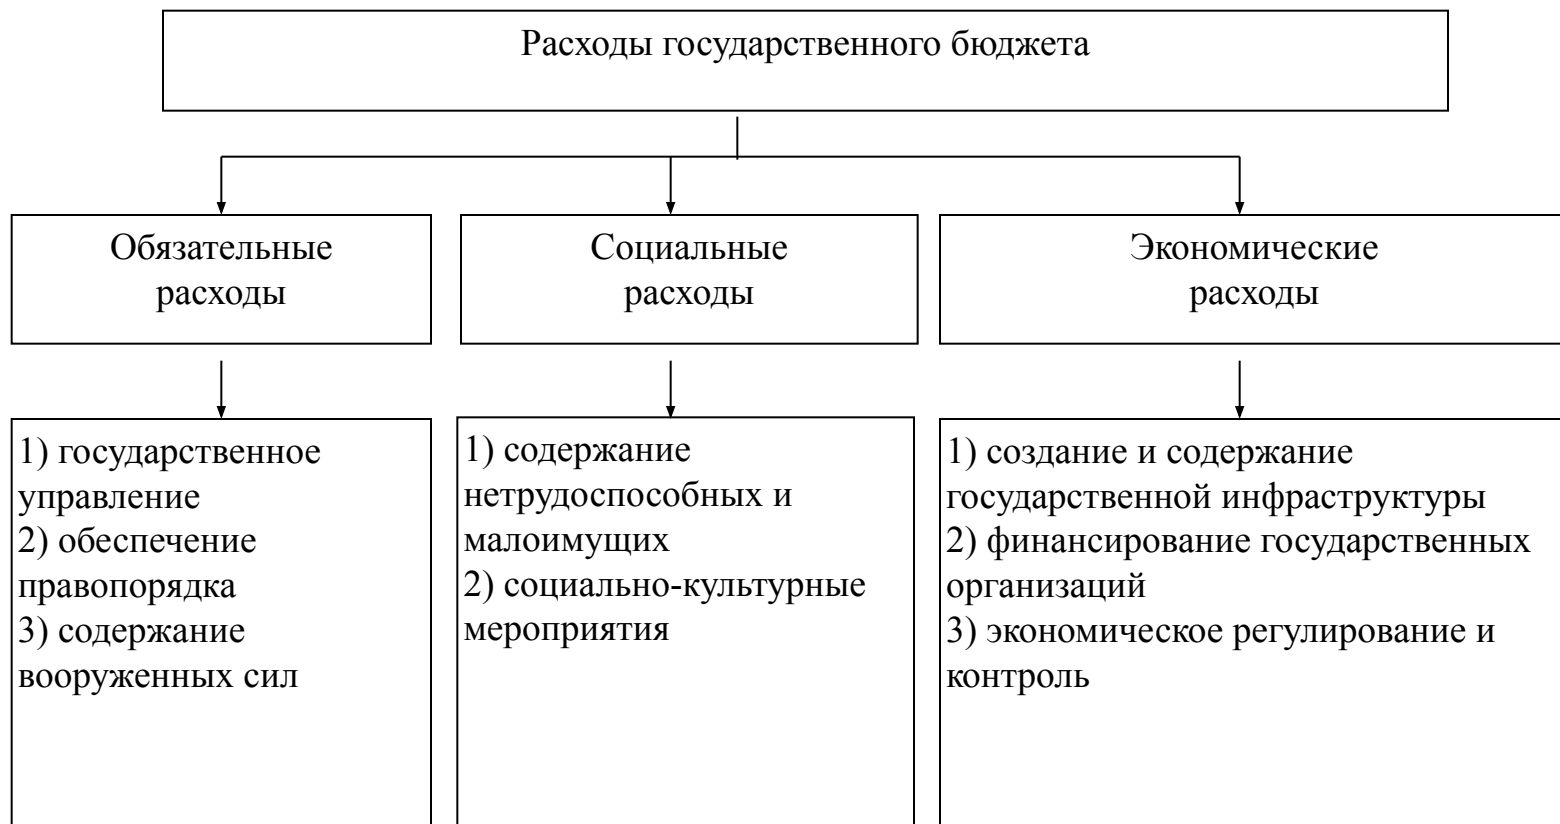 Расходы государственного бюджета
Обязательные
расходы
Социальные
расходы
Экономические
расходы
1) государственное
управление
2) обеспечение
правопорядка
3) содержание
вооруженных сил
1) содержание
нетрудоспособных и
малоимущих
2) социально-культурные
мероприятия
1) создание и содержание
государственной инфраструктуры
2) финансирование государственных
организаций
3) экономическое регулирование и
контроль